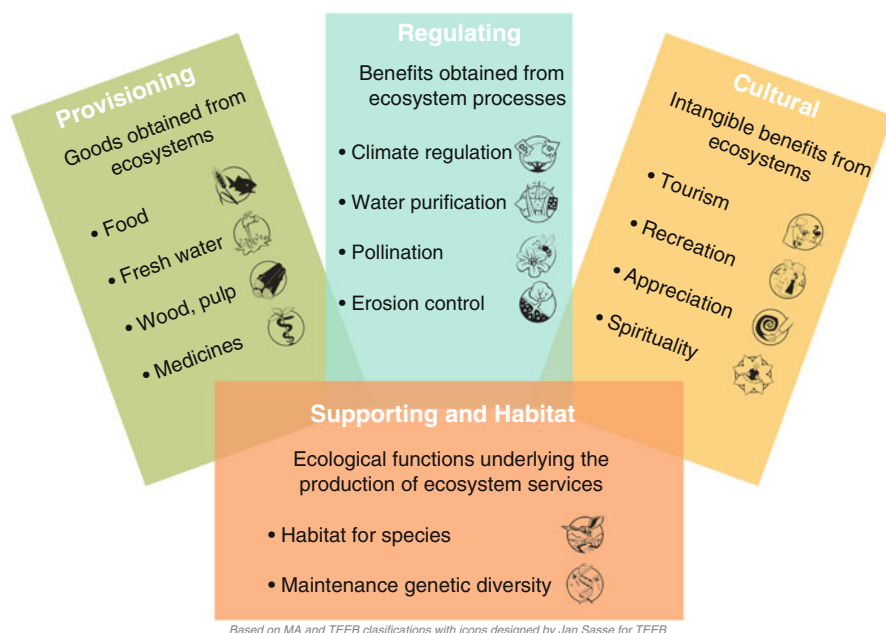 Provisioning
Goods obtained from
ecosystems
• Food
• Fresh water
• Wood, pulp
• Medicines
Regulating
Benefits obtained from
ecosystem processes
• Climate regulation
• Water purification
• Pollination
• Erosion control
Cultural
Intangible benefits from
ecosystems
• Tourism
• Recreation
• Appreciation
• Spirituality
Supporting and Habitat
Ecological functions underlying the
production of ecosystem services
• Habitat for species
• Maintenance genetic diversity
Based on MA and TEEB clasifications with icons designed by Jan Sasse for TEEB